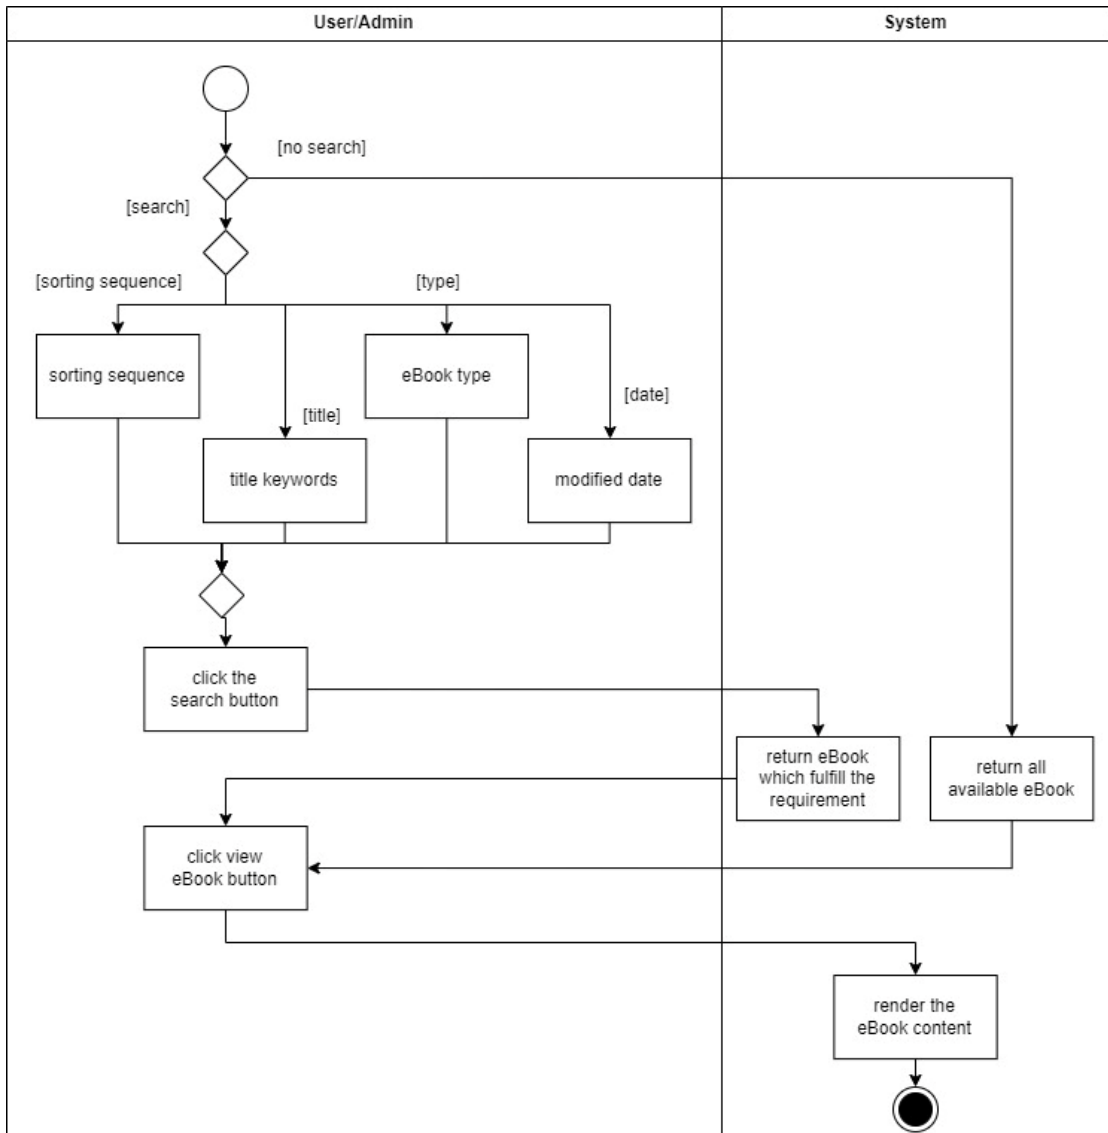 User/Admin
System
[no search]
[search]
[sorting sequence]
[type]
sorting sequence
eBook type
[date]
[title]
title keywords
modified date
click the
search button
return eBook
which fulfill the
requirement
return all
available eBook
click view
eBook button
render the
eBook content